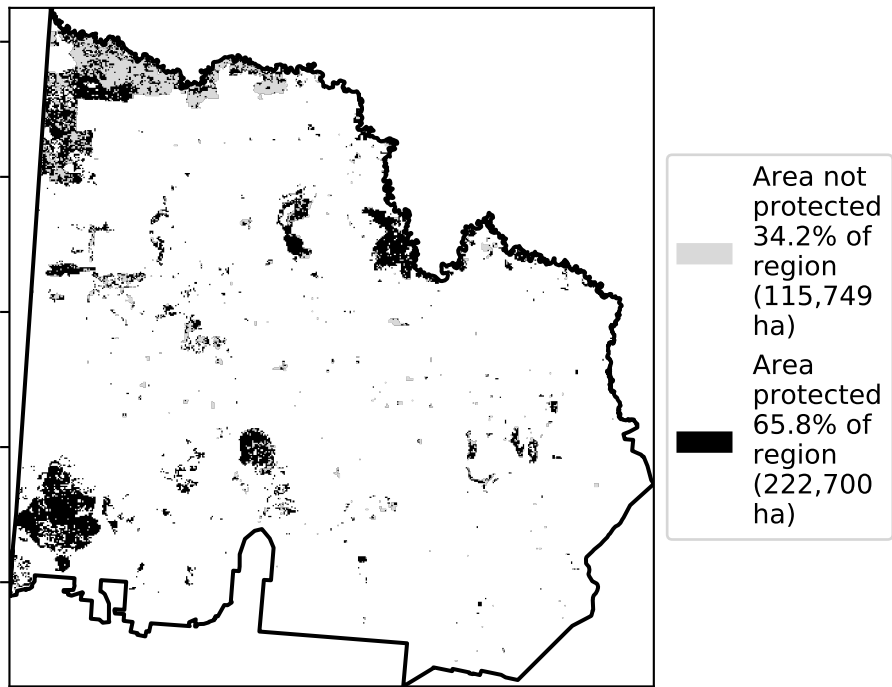 Area not
protected
34.2% of
region
(115,749
ha)
Area
protected
65.8% of
region
(222,700
ha)